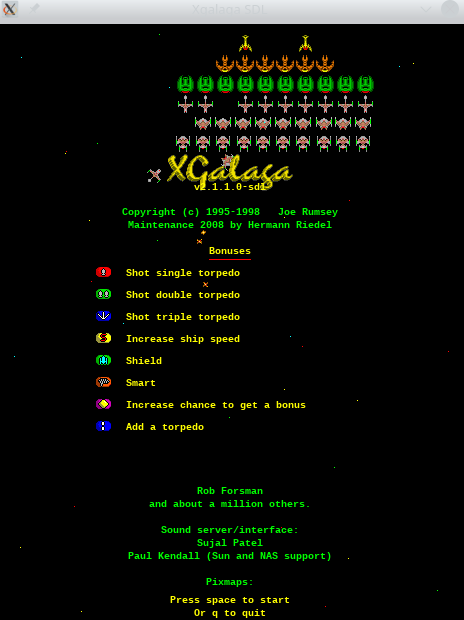 XGalaga SDL
XGalaga
v2.1.1.0-sdl
Copyright (c) 1995-1998 Joe Rumsey
Maintenance 2008 by Hermann Riedel
Bonuses
Shot single torpedo
Shot double torpedo
Shot triple torpedo
Increase ship speed
Shield
Smart
Increase chance to get a bonus
Add a torpedo
Rob Forsman
and about a million others.
Sound server/interface:
Sujal Patel
Paul Kendall (Sun and NAS support)
Pixmaps:
Press space to start
Or q to quit